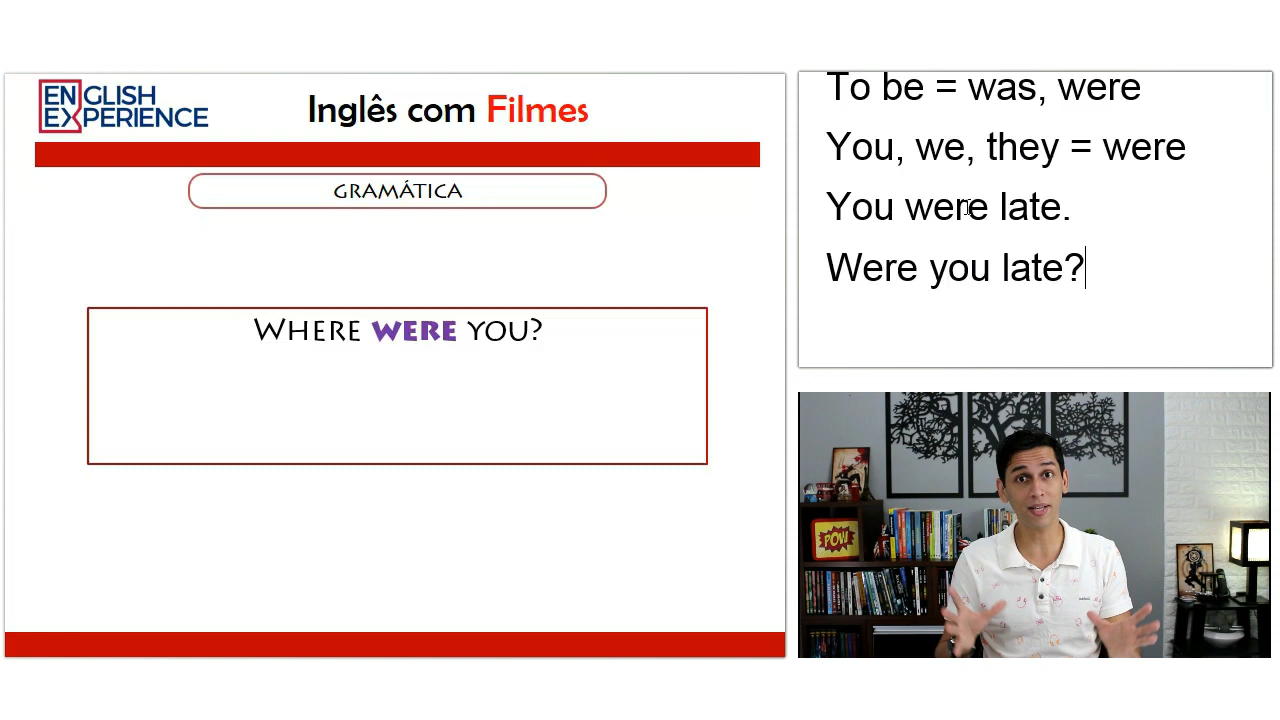 ENGLISH
EXPERIENCE
Inglês com Filmes
GRAMÁTICA
WHERE WERE YOU?
To be = was, were
You, we, they = were
You were late.
Were you late?
POW!